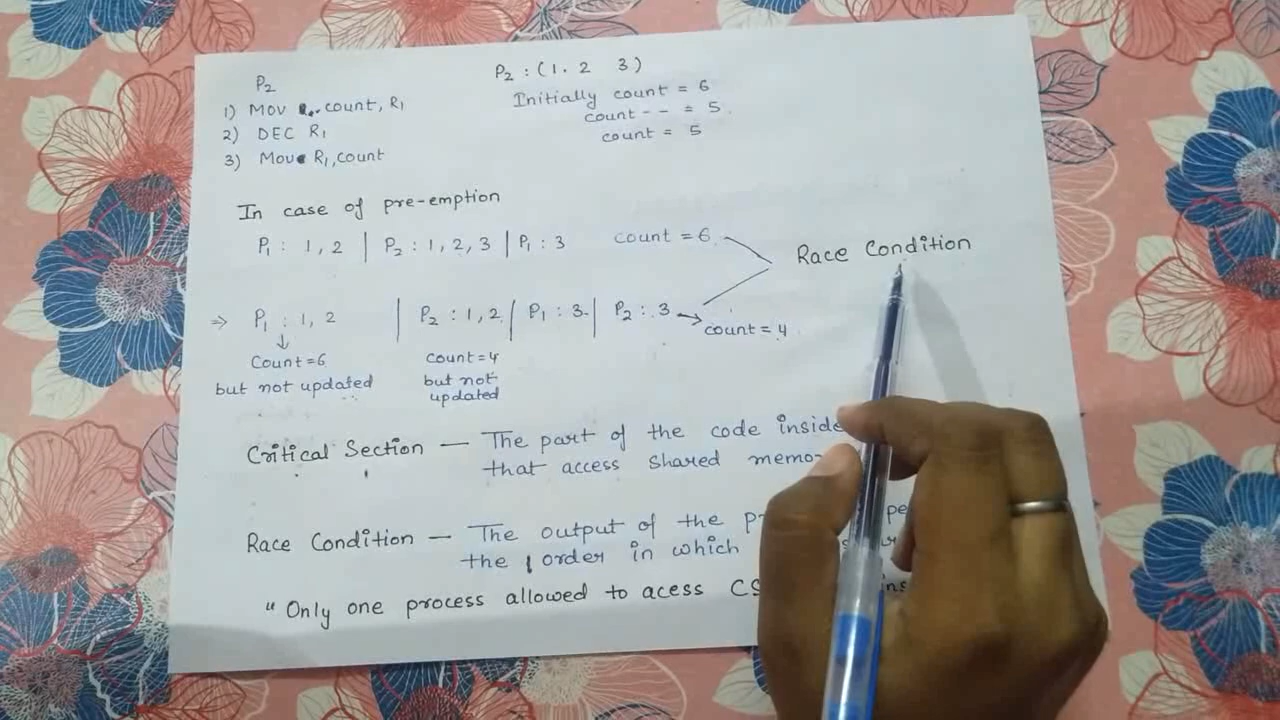 P2
1) MOV count, R1
2) DEC R1
3) Move R1, count
P2 : (1. 2 3)
Initially count = 6
count -- = 5
count = 5
In case of pre-emption
P1 : 1, 2 | P2 : 1, 2, 3 | P1 : 3 count = 6
Race Condition
⇒ P1 : 1, 2 | P2 : 1, 2 | P1 : 3 | P2 : 3 → count = 4
↓
Count = 6
but not updated
count = 4
but not
updated
Critical Section — The part of the code inside
that access shared
Race Condition — The output of the
the order in which
" Only one process allowed to acess CS